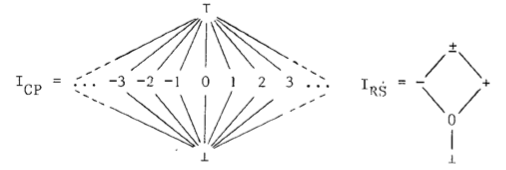 ⊤
I_CP = ... -3 -2 -1 0 1 2 3 ...
⊥
I_RS = ± - + 0 ⊥